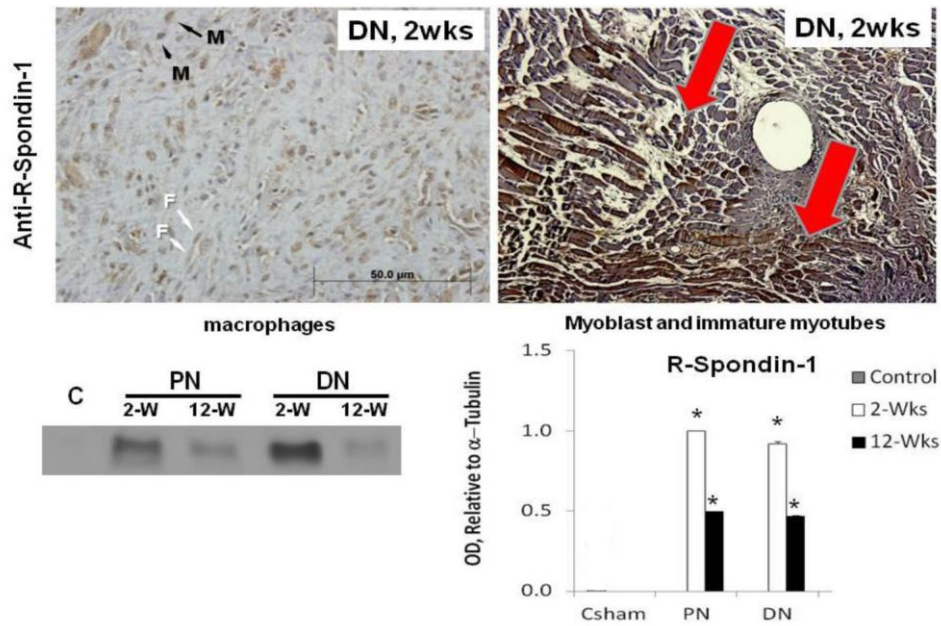 Anti-R-Spondin-1
DN, 2wks
M
M
F
F
50.0 µm
DN, 2wks
macrophages
Myoblast and immature myotubes
C
PN
DN
2-W 12-W 2-W 12-W
R-Spondin-1
OD, Relative to α-Tubulin
1.5
1.0
0.5
0.0
* * * *
Csham PN DN
Control
2-Wks
12-Wks